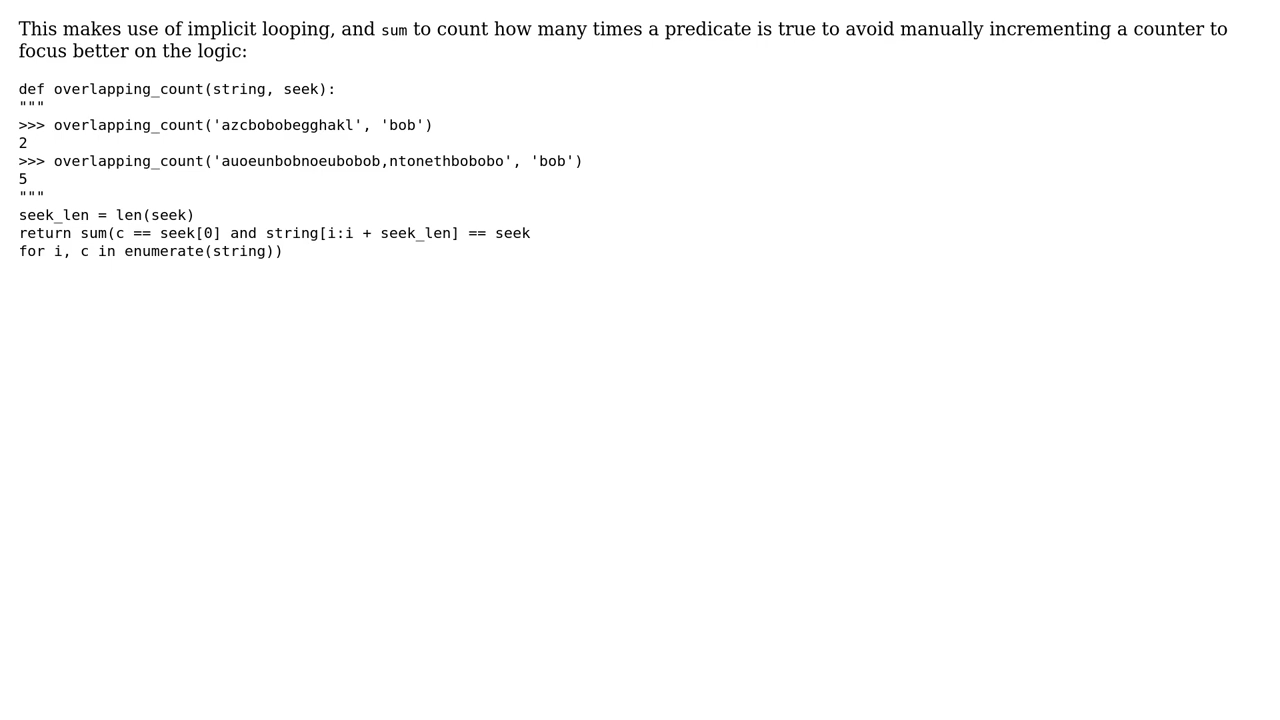 This makes use of implicit looping, and sum to count how many times a predicate is true to avoid manually incrementing a counter to
focus better on the logic:
def overlapping_count(string, seek):
"""
>>> overlapping_count('azcbobobegghakl', 'bob')
2
>>> overlapping_count('auoeunbobnoeubobob,ntonethbobobo', 'bob')
5
"""
seek_len = len(seek)
return sum(c == seek[0] and string[i:i + seek_len] == seek
for i, c in enumerate(string))